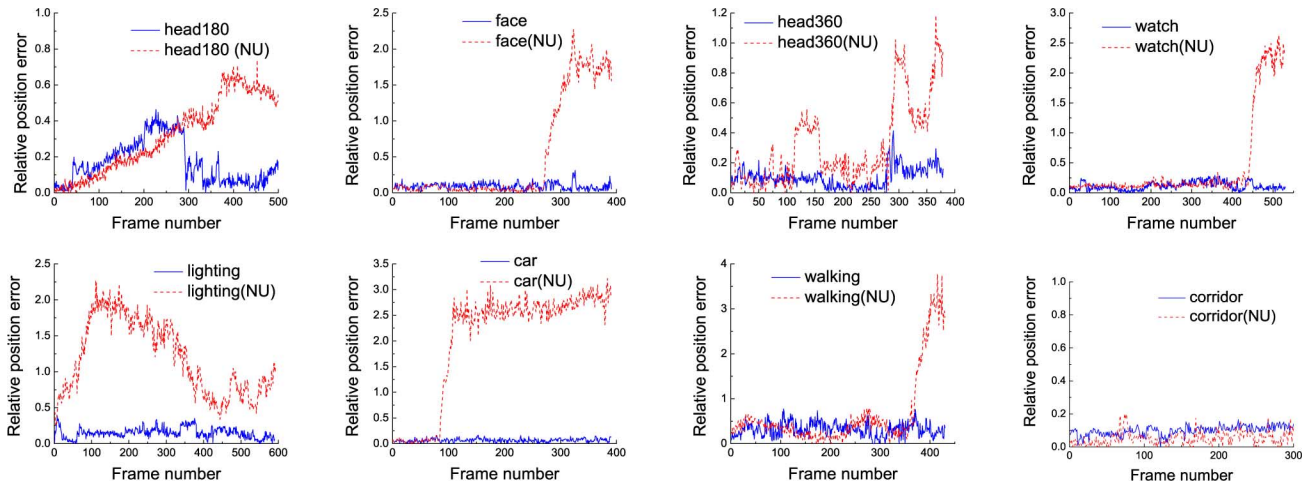 Relative position error
1.0
0.8
0.6
0.4
0.2
0.0
head180
head180 (NU)
0 100 200 300 400 500
Frame number
Relative position error
2.5
2.0
1.5
1.0
0.5
0.0
face
face(NU)
0 100 200 300 400
Frame number
Relative position error
1.2
1.0
0.8
0.6
0.4
0.2
0.0
head360
head360(NU)
0 50 100 150 200 250 300 350 400
Frame number
Relative position error
3.0
2.5
2.0
1.5
1.0
0.5
0.0
watch
watch(NU)
0 100 200 300 400 500
Frame number
Relative position error
2.5
2.0
1.5
1.0
0.5
0.0
lighting
lighting(NU)
0 100 200 300 400 500 600
Frame number
Relative position error
3.5
3.0
2.5
2.0
1.5
1.0
0.5
0.0
car
car(NU)
0 100 200 300 400
Frame number
Relative position error
4
3
2
1
0
walking
walking(NU)
0 100 200 300 400
Frame number
Relative position error
1.0
0.8
0.6
0.4
0.2
0.0
corridor
corridor(NU)
0 100 200 300
Frame number